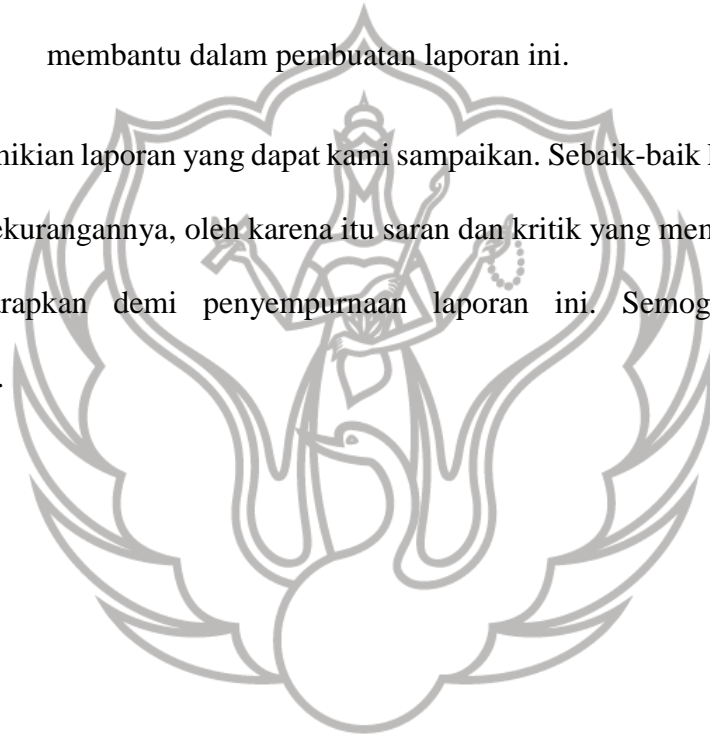 membantu dalam pembuatan laporan ini.
nikian laporan yang dapat kami sampaikan. Sebaik-baik
ekurangannya, oleh karena itu saran dan kritik yang mem
rapkan demi penyempurnaan laporan ini. Semog
.